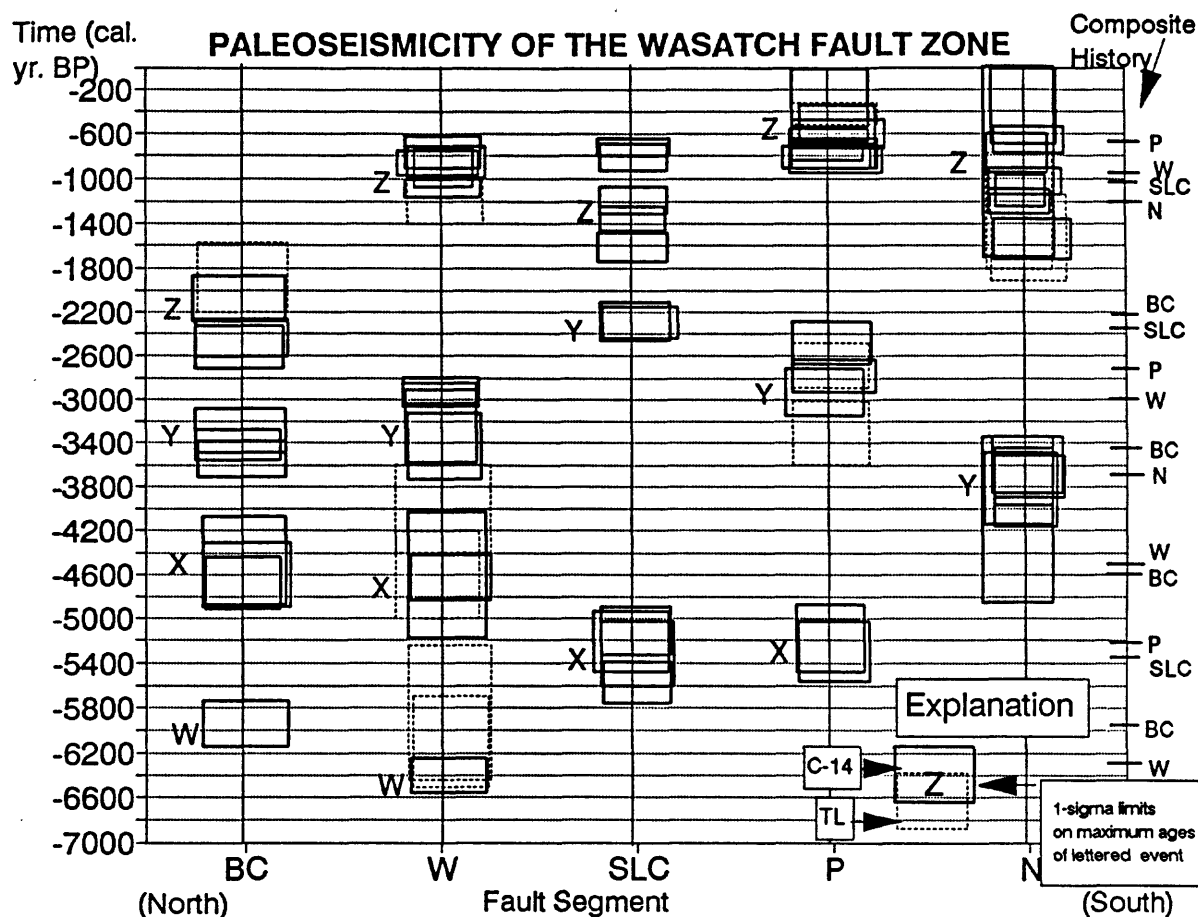 Time (cal.
yr. BP)
PALEOSEISMICITY OF THE WASATCH FAULT ZONE
Composite
History
-200
-600
-1000
-1400
-1800
-2200
-2600
-3000
-3400
-3800
-4200
-4600
-5000
-5400
-5800
-6200
-6600
-7000
Z
Y
X
W
Z
Y
X
W
Z
Y
X
Z
Y
X
Z
Y
P
W
SLC
N
BC
SLC
P
W
BC
N
W
BC
P
SLC
BC
W
Explanation
C-14
Z
TL
1-sigma limits
on maximum ages
of lettered event
BC
W
SLC
P
N
(North)
Fault Segment
(South)